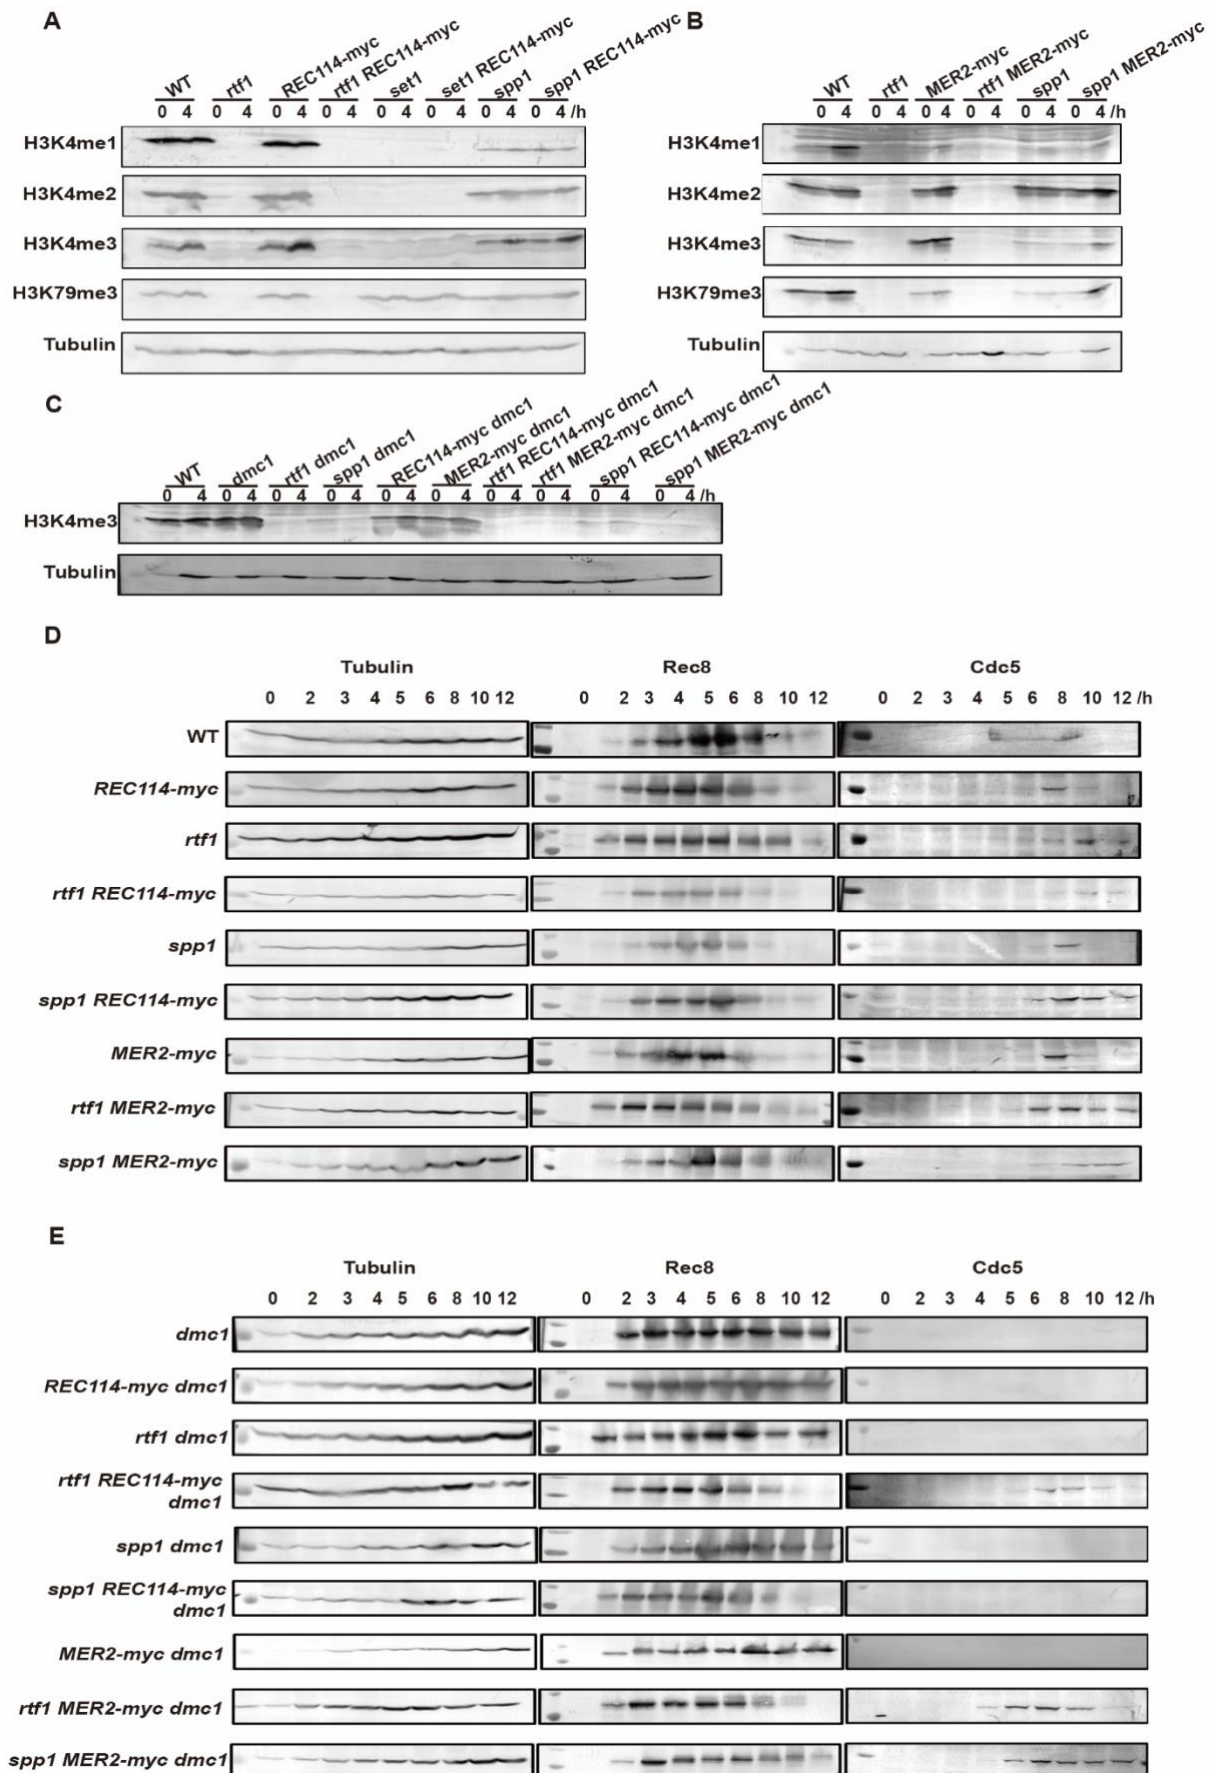 A
WT rtf1 REC114-myc rtf1 REC114-myc set1 set1 REC114-myc spp1 spp1 REC114-myc
0 4 0 4 0 4 0 4 0 4 0 4 0 4 0 4 /h
H3K4me1
H3K4me2
H3K4me3
H3K79me3
Tubulin
B
WT rtf1 MER2-myc rtf1 MER2-myc spp1 spp1 MER2-myc
0 4 0 4 0 4 0 4 0 4 0 4 /h
H3K4me1
H3K4me2
H3K4me3
H3K79me3
Tubulin
C
WT dmc1 rtf1 dmc1 spp1 dmc1 REC114-myc dmc1 MER2-myc dmc1 rtf1 REC114-myc dmc1 rtf1 MER2-myc dmc1 spp1 REC114-myc dmc1 spp1 MER2-myc dmc1
0 4 0 4 0 4 0 4 0 4 0 4 0 4 0 4 0 4 0 4 /h
H3K4me3
Tubulin
D
Tubulin Rec8 Cdc5
0 2 3 4 5 6 8 10 12 0 2 3 4 5 6 8 10 12 0 2 3 4 5 6 8 10 12 /h
WT
REC114-myc
rtf1
rtf1 REC114-myc
spp1
spp1 REC114-myc
MER2-myc
rtf1 MER2-myc
spp1 MER2-myc
E
Tubulin Rec8 Cdc5
0 2 3 4 5 6 8 10 12 0 2 3 4 5 6 8 10 12 0 2 3 4 5 6 8 10 12 /h
dmc1
REC114-myc dmc1
rtf1 dmc1
rtf1 REC114-myc
dmc1
spp1 dmc1
spp1 REC114-myc
dmc1
MER2-myc dmc1
rtf1 MER2-myc dmc1
spp1 MER2-myc dmc1